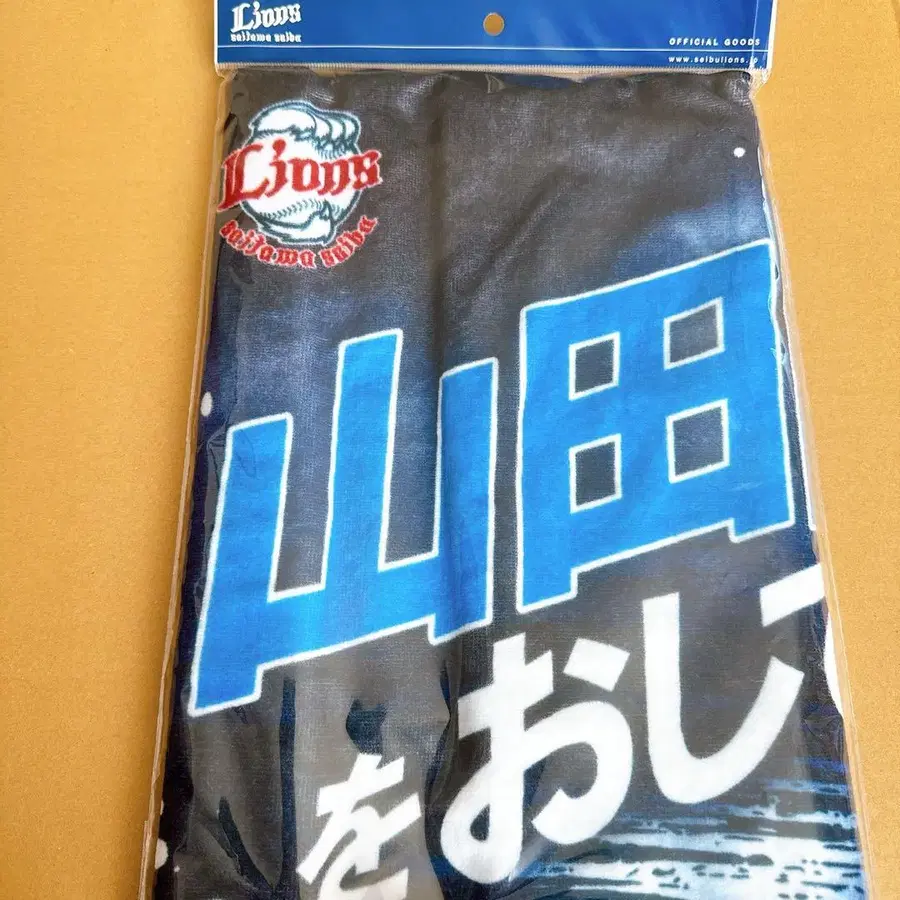 Lions
saitama seibu
OFFICIAL GOODS
www.seibulions.jp
Lions
saitama seibu
山田
をおし